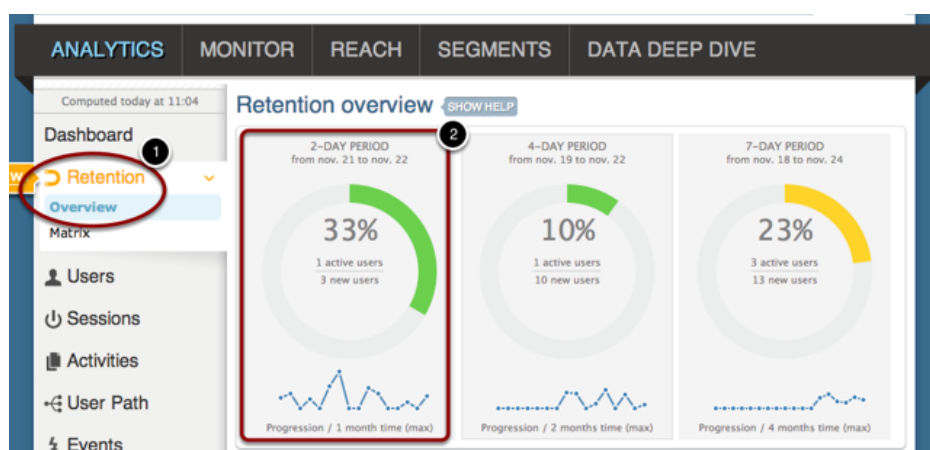 ANALYTICS MONITOR REACH SEGMENTS DATA DEEP DIVE
Computed today at 11:04
Retention overview SHOW HELP
Dashboard
1
Retention
Overview
Matrix
Users
Sessions
Activities
User Path
Events
2
2-DAY PERIOD
from nov. 21 to nov. 22
33%
1 active users
3 new users
Progression / 1 month time (max)
4-DAY PERIOD
from nov. 19 to nov. 22
10%
1 active users
10 new users
Progression / 2 months time (max)
7-DAY PERIOD
from nov. 18 to nov. 24
23%
3 active users
13 new users
Progression / 4 months time (max)